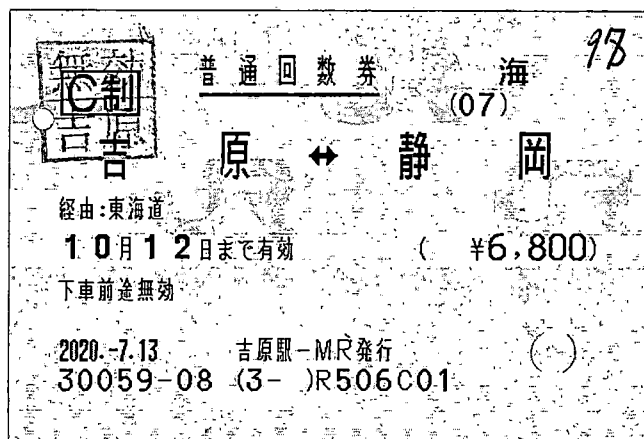 98
普通回数券 海
C制 (07)
吉原 ↔ 静岡
経由:東海道
10月12日まで有効 ( ¥6,800)
下車前途無効
2020.-7.13 吉原駅-MR発行
30059-08 (3- )R506C01